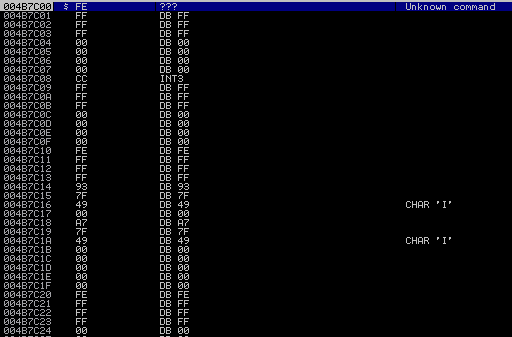 004B7C00 $ FE ??? Unknown command
004B7C01 FF DB FF
004B7C02 FF DB FF
004B7C03 FF DB FF
004B7C04 00 DB 00
004B7C05 00 DB 00
004B7C06 00 DB 00
004B7C07 00 DB 00
004B7C08 CC INT3
004B7C09 FF DB FF
004B7C0A FF DB FF
004B7C0B FF DB FF
004B7C0C 00 DB 00
004B7C0D 00 DB 00
004B7C0E 00 DB 00
004B7C0F 00 DB 00
004B7C10 FE DB FE
004B7C11 FF DB FF
004B7C12 FF DB FF
004B7C13 FF DB FF
004B7C14 93 DB 93
004B7C15 7F DB 7F
004B7C16 49 DB 49 CHAR 'I'
004B7C17 00 DB 00
004B7C18 A7 DB A7
004B7C19 7F DB 7F
004B7C1A 49 DB 49 CHAR 'I'
004B7C1B 00 DB 00
004B7C1C 00 DB 00
004B7C1D 00 DB 00
004B7C1E 00 DB 00
004B7C1F 00 DB 00
004B7C20 FE DB FE
004B7C21 FF DB FF
004B7C22 FF DB FF
004B7C23 FF DB FF
004B7C24 00 DB 00